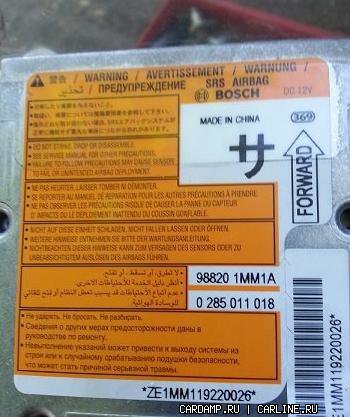 警告 / WARNING / AVERTISSEMENT / WARNUNG /
تحذير / ПРЕДУПРЕЖДЕНИЕ SRS AIRBAG
BOSCH DC 12V
MADE IN CHINA
369
サ
FORWARD
• DO NOT STRIKE, DROP OR DISASSEMBLE.
• SEE SERVICE MANUAL FOR OTHER PRECAUTIONS.
• FAILURE TO FOLLOW PRECAUTIONS MAY CAUSE SENSOR
TO FAIL OR UNINTENDED AIRBAG DEPLOYMENT.
• NE PAS HEURTER, LAISSER TOMBER NI DÉMONTER.
• SE REPORTER AU MANUEL DE REPARATION POUR LES AUTRES PRÉCAUTIONS À PRENDRE.
• NE PAS OBSERVER LES PRÉCAUTIONS RISQUE DE CAUSER LA PANNE DU CAPTEUR
D'IMPACTS OU LE DEPLOIEMENT INATTENDU DU COUSSIN D'AIR.
• NICHT AUF DIESE EINHEIT SCHLAGEN, NICHT FALLEN LASSEN ODER ÖFFNEN.
• WEITERE HINWEISE ENTNEHMEN SIE BITTE DER WARTUNGSANLEITUNG.
• NICHTBEACHTEN DIESER HINWEISE KANN ZUM VERSAGEN DES SENSORS ODER ZU
UNBEABSICHTIGTEM AUSLÖSEN DES AIRBAGS FÜHREN.
98820 1MM1A
0 285 011 018
• Не ударять. Не бросать. Не разбирать.
• Сведения о других мерах предосторожности даны в
руководстве по ремонту.
• Невыполнение указаний может привести к выходу системы из
строя или к случайному срабатыванию подушки безопасности,
что может стать причиной серьезной травмы.
*ZE1MM119220026*
ZE1MM119220026*
CARDAMP.RU | CARLINE.RU